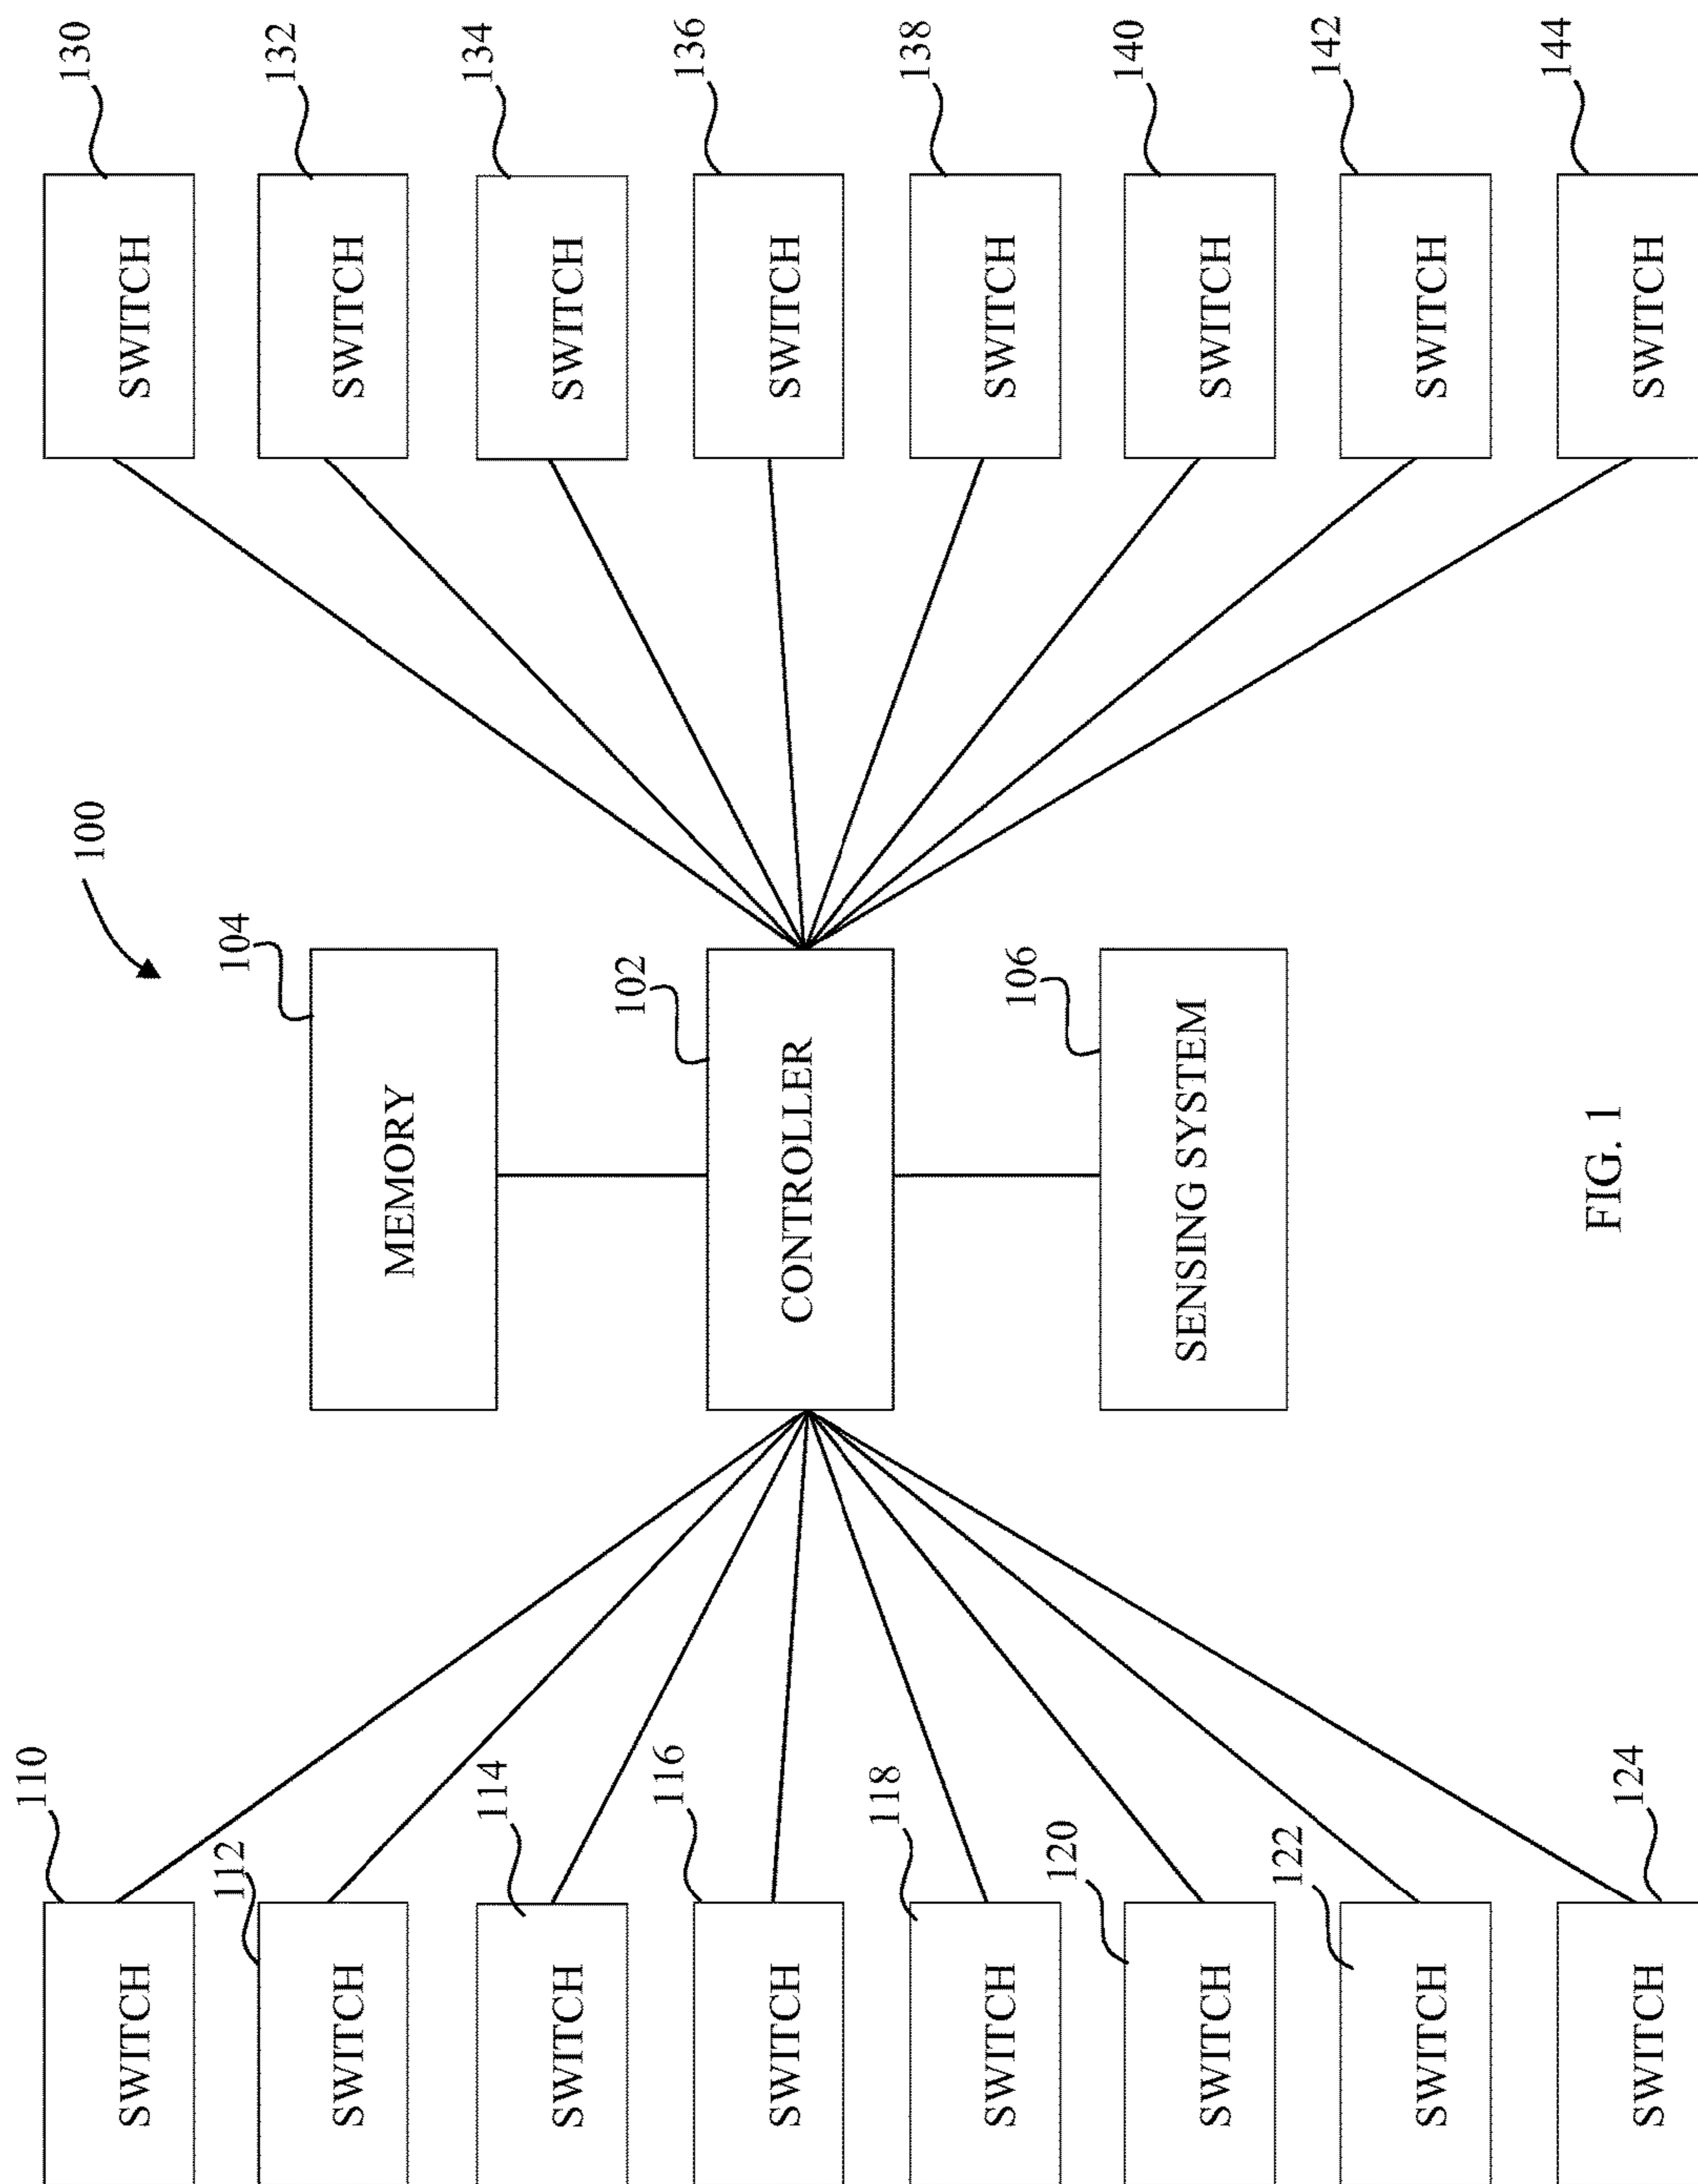 100
110
SWITCH
112
SWITCH
114
SWITCH
116
SWITCH
118
SWITCH
120
SWITCH
122
SWITCH
124
SWITCH
104
MEMORY
102
CONTROLLER
106
SENSING SYSTEM
130
SWITCH
132
SWITCH
134
SWITCH
136
SWITCH
138
SWITCH
140
SWITCH
142
SWITCH
144
SWITCH
FIG. 1